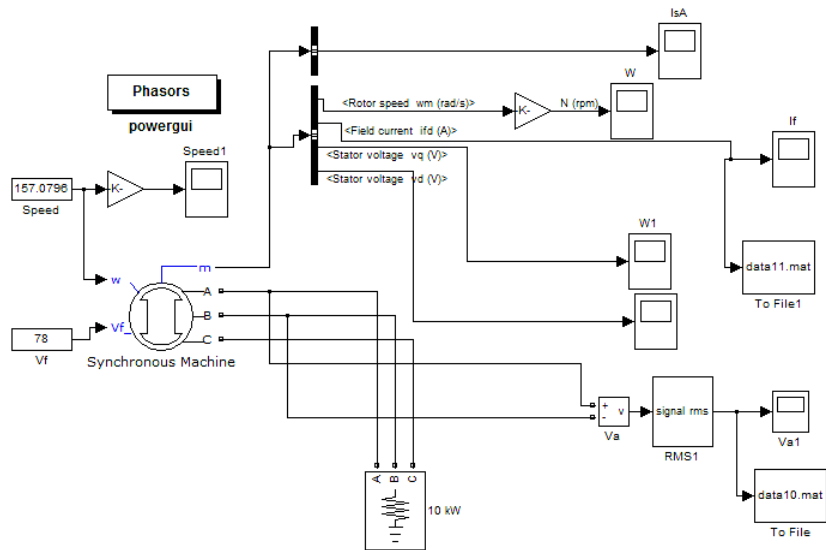 IsA
Phasors
powergui
<Rotor speed wm (rad/s)>
K-
N (rpm)
W
<Field current ifd (A)>
If
<Stator voltage vq (V)>
<Stator voltage vd (V)>
Speed1
157.0796
K-
Speed
W1
data11.mat
To File1
w
m
A
B
C
Vf_
78
Vf
Synchronous Machine
+
-
v
Va
signal rms
RMS1
Va1
A
B
C
10 kW
data10.mat
To File